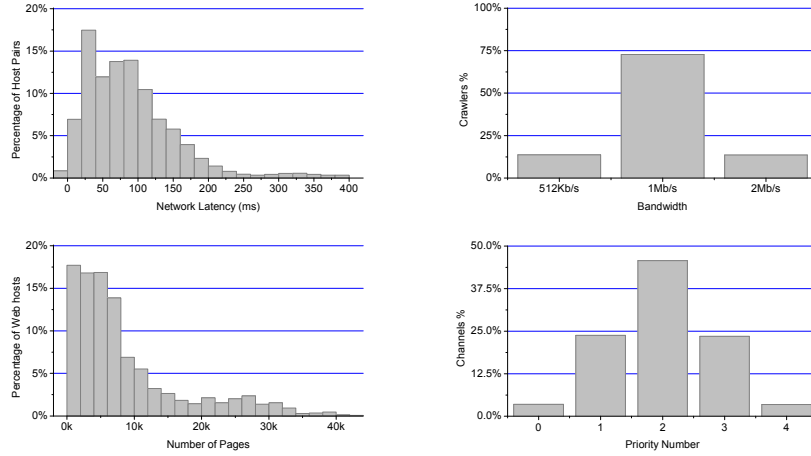 20%
15%
10%
5%
0%
0 50 100 150 200 250 300 350 400
Percentage of Host Pairs
Network Latency (ms)
100%
75%
50%
25%
0%
512Kb/s 1Mb/s 2Mb/s
Crawlers %
Bandwidth
20%
15%
10%
5%
0%
0k 10k 20k 30k 40k
Percentage of Web hosts
Number of Pages
50.0%
37.5%
25.0%
12.5%
0.0%
0 1 2 3 4
Channels %
Priority Number